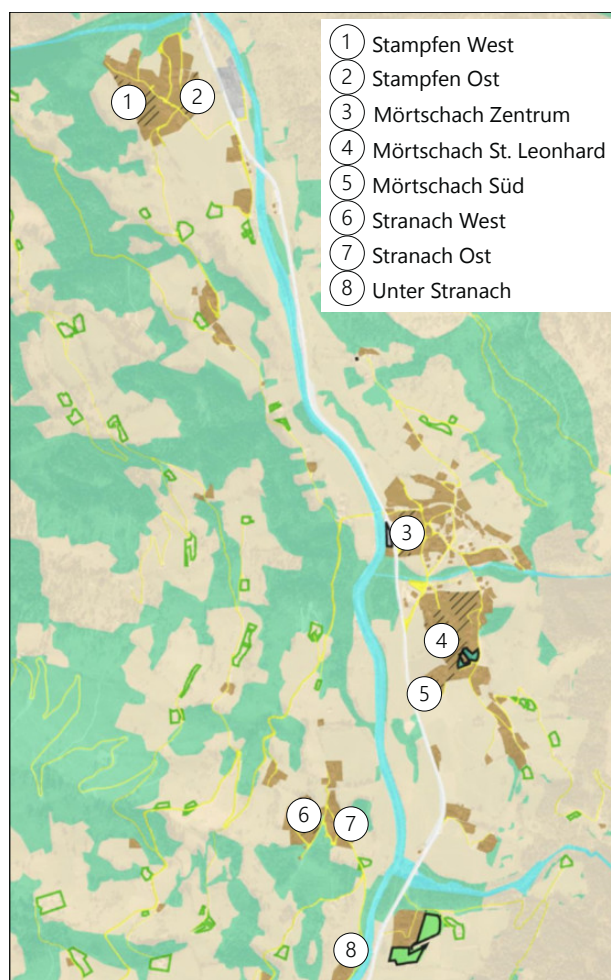 1 Stampfen West
2 Stampfen Ost
3 Mörtschach Zentrum
4 Mörtschach St. Leonhard
5 Mörtschach Süd
6 Stranach West
7 Stranach Ost
8 Unter Stranach
1
2
3
4
5
6
7
8